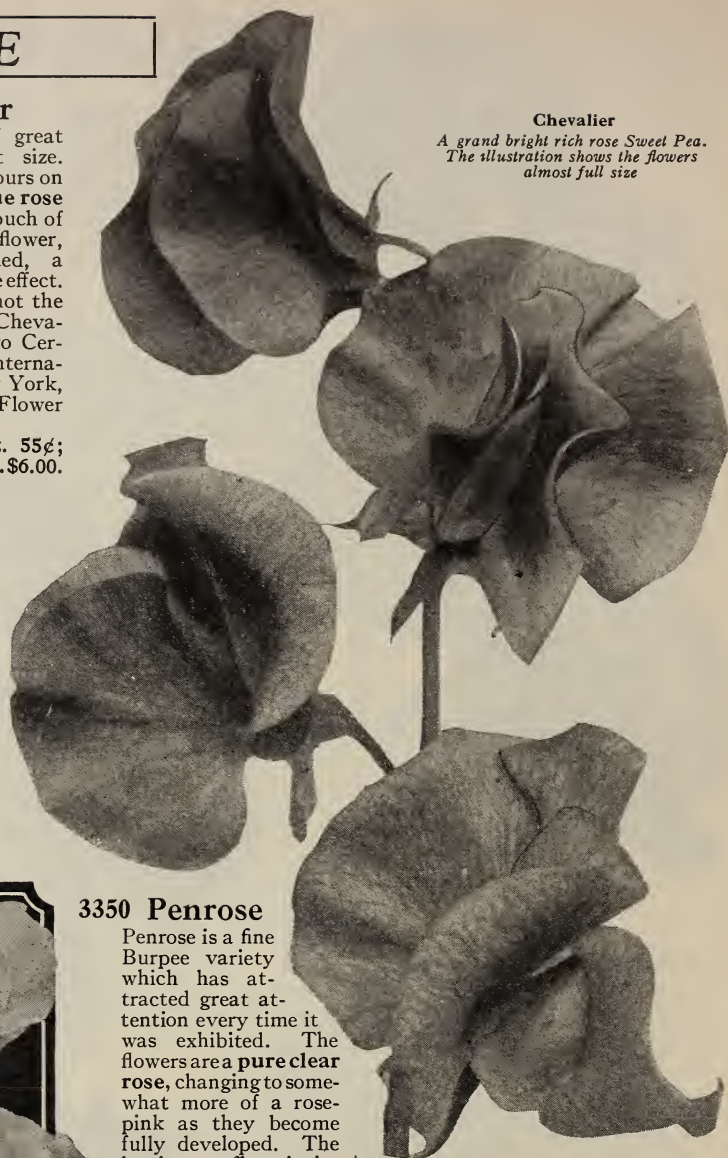 E
r
great
size.
ours on
ue rose
ouch of
flower,
ed, a
e effect.
not the
Cheva-
o Cer-
nterna-
York,
Flower
. 55¢;
.$6.00.
Chevalier
A grand bright rich rose Sweet Pea.
The illustration shows the flowers
almost full size
3350 Penrose
Penrose is a fine
Burpee variety
which has at-
tracted great at-
tention every time it
was exhibited. The
flowers are a pure clear
rose, changing to some-
what more of a rose-
pink as they become
fully developed. The